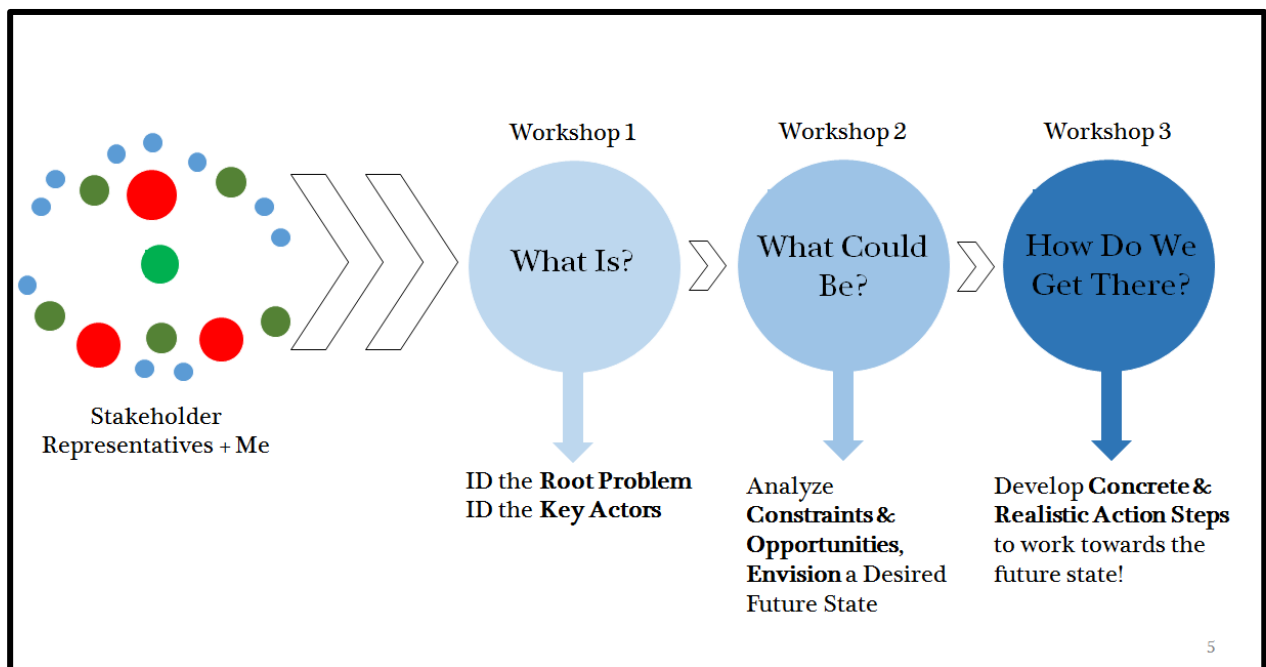 Workshop 1
Workshop 2
Workshop 3
What Is?
What Could
Be?
How Do We
Get There?
Stakeholder
Representatives + Me
ID the Root Problem
ID the Key Actors
Analyze
Constraints &
Opportunities,
Envision a Desired
Future State
Develop Concrete &
Realistic Action Steps
to work towards the
future state!
5